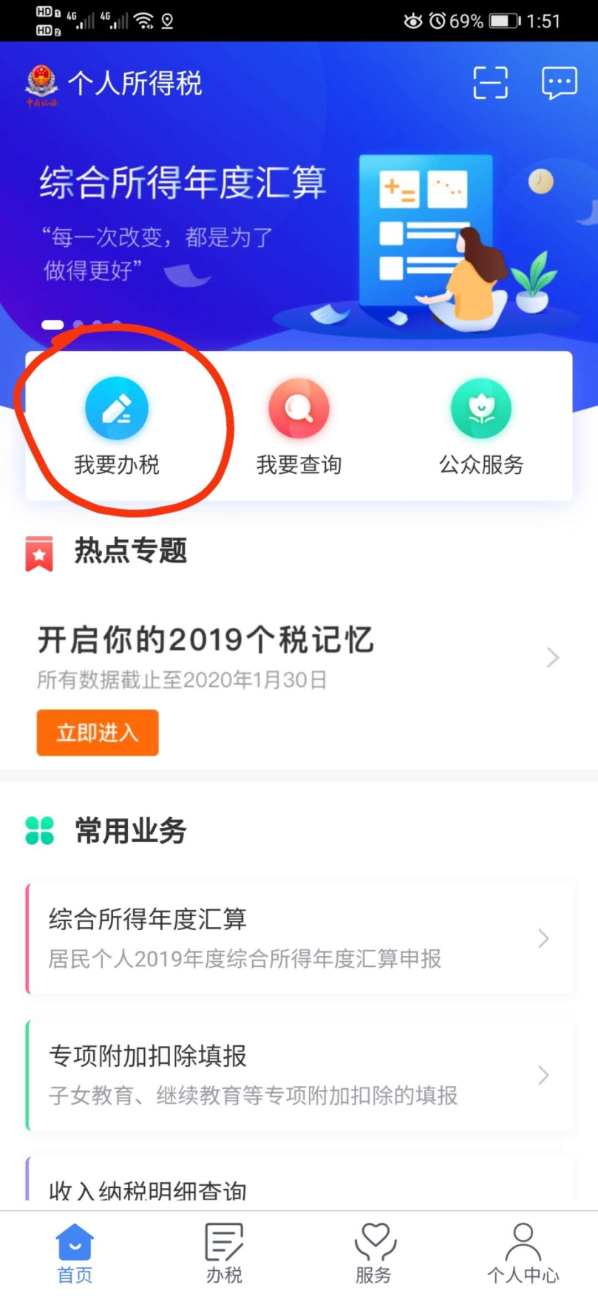 HD 1 4G 4G 69% 1:51
HD 2
个人所得税
中国税务
综合所得年度汇算
“每一次改变，都是为了
做得更好”
我要办税 我要查询 公众服务
热点专题
开启你的2019个税记忆
所有数据截止至2020年1月30日
立即进入
常用业务
综合所得年度汇算
居民个人2019年度综合所得年度汇算申报
专项附加扣除填报
子女教育、继续教育等专项附加扣除的填报
收入纳税明细查询
首页 办税 服务 个人中心